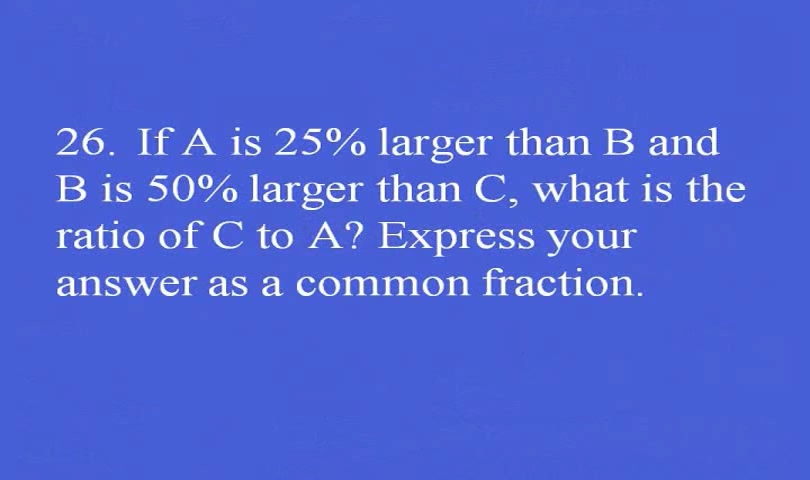 26. If A is 25% larger than B and
B is 50% larger than C, what is the
ratio of C to A? Express your
answer as a common fraction.